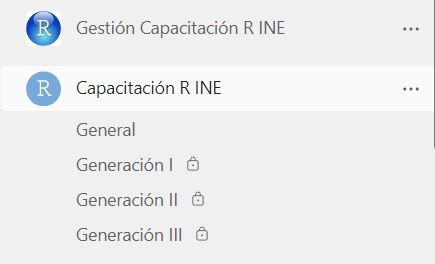 R Gestión Capacitación R INE ...
R Capacitación R INE ...
General
Generación I
Generación II
Generación III